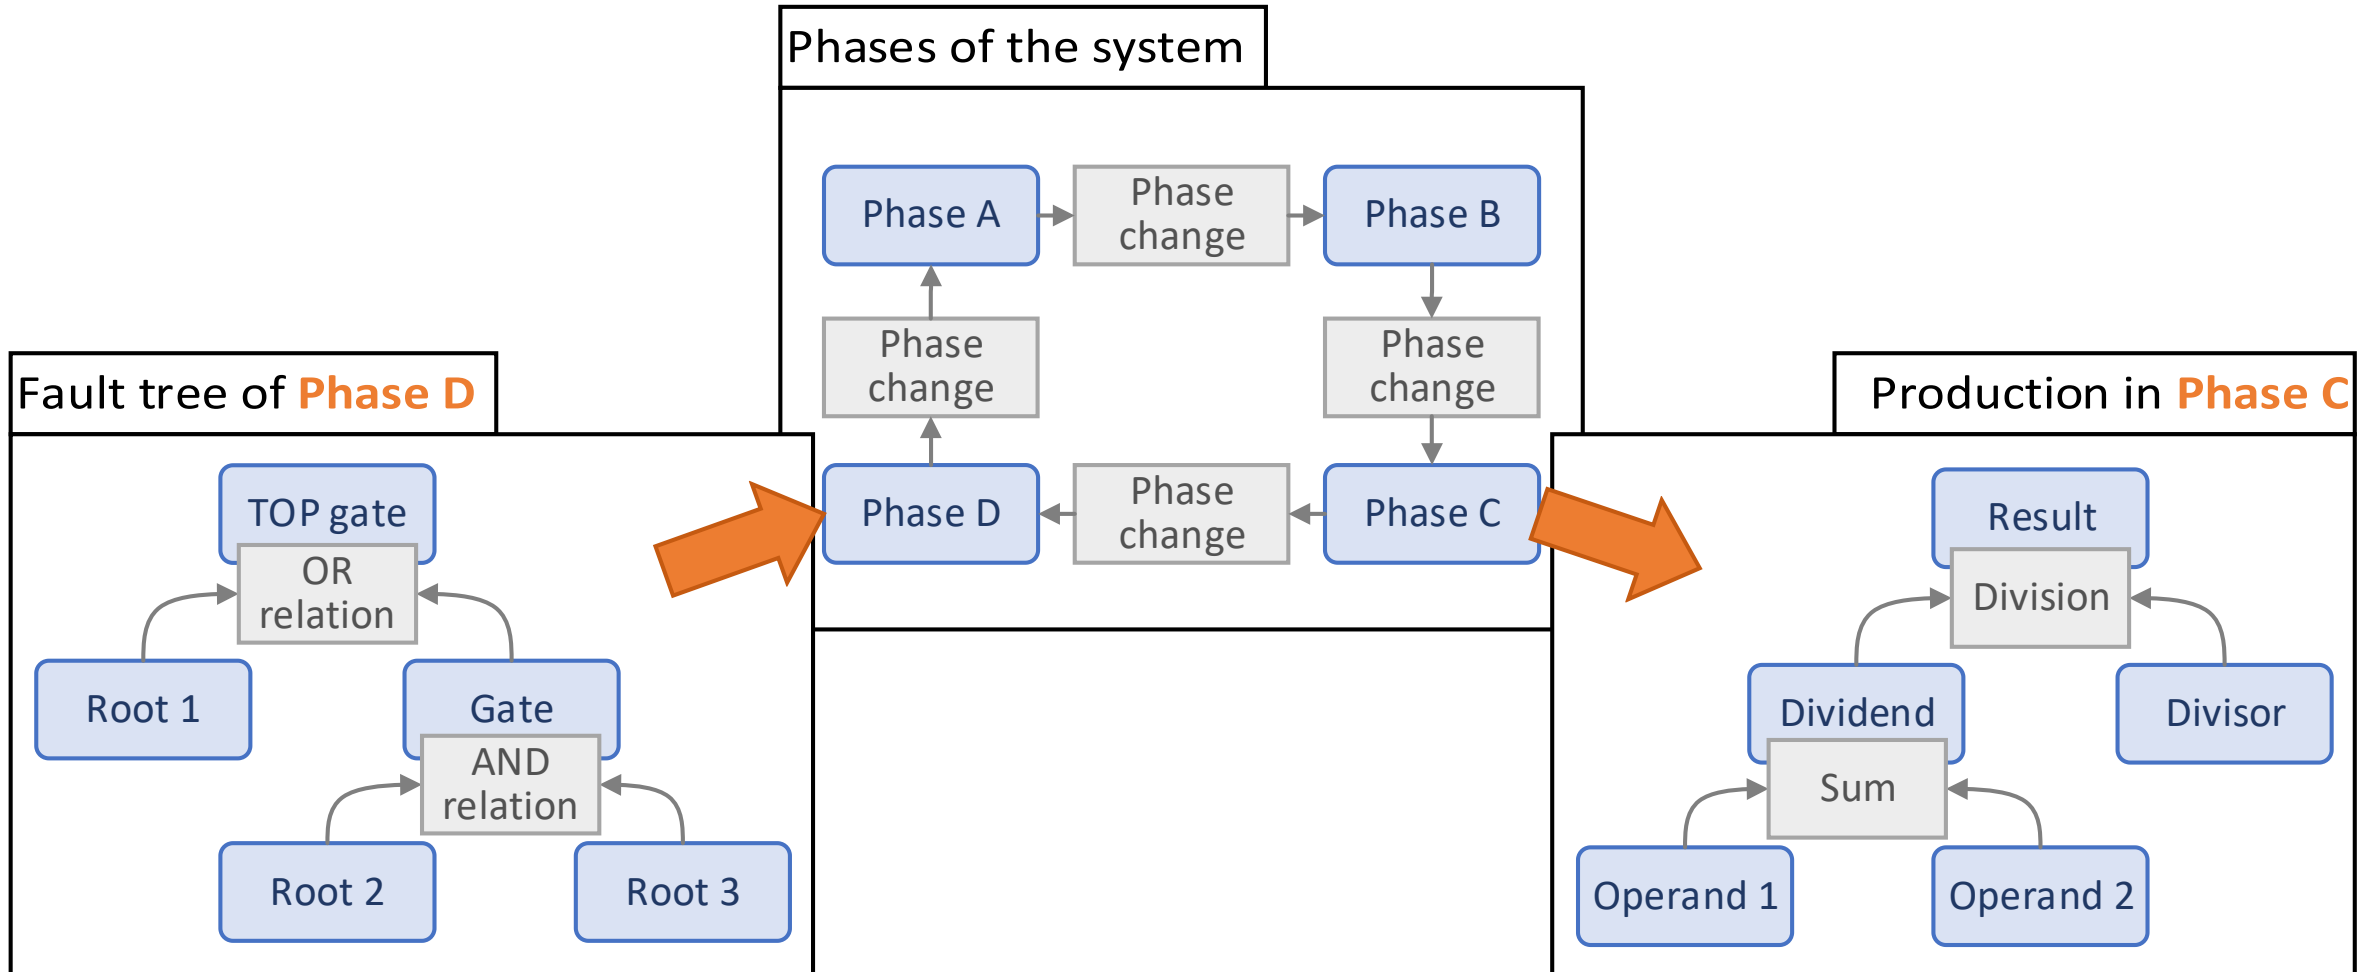 Phases of the system
Phase A
Phase
change
Phase B
Phase
change
Phase
change
Phase D
Phase
change
Phase C
Fault tree of Phase D
TOP gate
OR
relation
Root 1
Gate
AND
relation
Root 2
Root 3
Production in Phase C
Result
Division
Dividend
Divisor
Sum
Operand 1
Operand 2